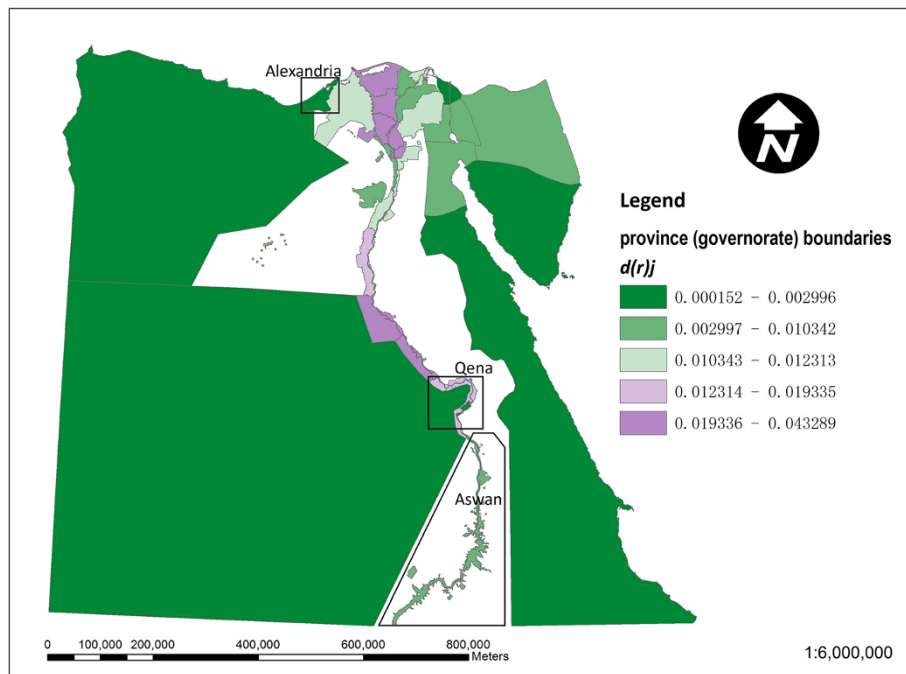 Alexandria
N
Legend
province (governorate) boundaries
d(r)j
0.000152 - 0.002996
0.002997 - 0.010342
0.010343 - 0.012313
0.012314 - 0.019335
0.019336 - 0.043289
Qena
Aswan
0 100,000 200,000 400,000 600,000 800,000
Meters
1:6,000,000